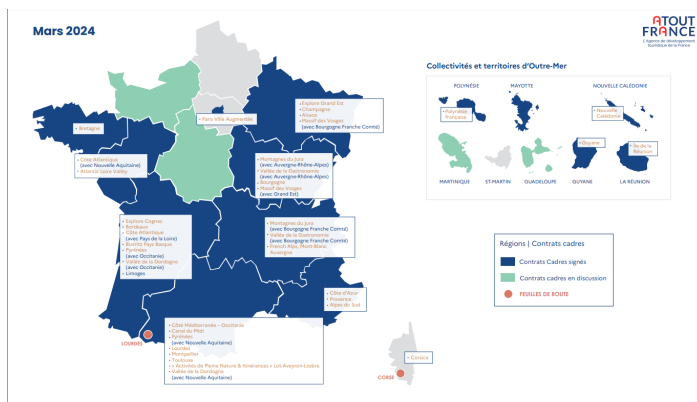 Mars 2024
ATOUT
FRANCE
L'Agence de développement
touristique de la France
Collectivités et territoires d'Outre-Mer
POLYNÉSIE
MAYOTTE
NOUVELLE CALÉDONIE
• Polynésie
française
• Nouvelle
Calédonie
• Guyane
• Ile de la
Réunion
MARTINIQUE
ST-MARTIN
GUADELOUPE
GUYANE
LA RÉUNION
• Explore Grand Est
• Champagne
• Alsace
• Massif des Vosges
(avec Bourgogne Franche Comté)
• Paris Ville Augmentée
• Bretagne
• Côte Atlantique
(avec Nouvelle Aquitaine)
• Atlantic Loire Valley
• Montagnes du Jura
(avec Auvergne-Rhône-Alpes)
• Vallée de la Gastronomie
(avec Auvergne-Rhône-Alpes)
• Bourgogne
• Massif des Vosges
(avec Grand Est)
• Explore Cognac
• Bordeaux
• Côte Atlantique
(avec Pays de la Loire)
• Biarritz Pays Basque
• Pyrénées
(avec Occitanie)
• Vallée de la Dordogne
(avec Occitanie)
• Limoges
• Montagnes du Jura
(avec Bourgogne Franche Comté)
• Vallée de la Gastronomie
(avec Bourgogne Franche Comté)
• French Alps, Mont-Blanc
Auvergne
Régions | Contrats cadres
Contrats Cadres signés
Contrats cadres en discussion
FEUILLES DE ROUTE
• Côte d'Azur
• Provence
• Alpes du Sud
LOURDES
• Côte Méditerranée – Occitanie
• Canal du Midi
• Pyrénées
(avec Nouvelle Aquitaine)
• Lourdes
• Montpellier
• Toulouse
• « Activités de Pleine Nature & Itinérances » Lot-Aveyron-Lozère
• Vallée de la Dordogne
(avec Nouvelle Aquitaine)
• Corsica
CORSE